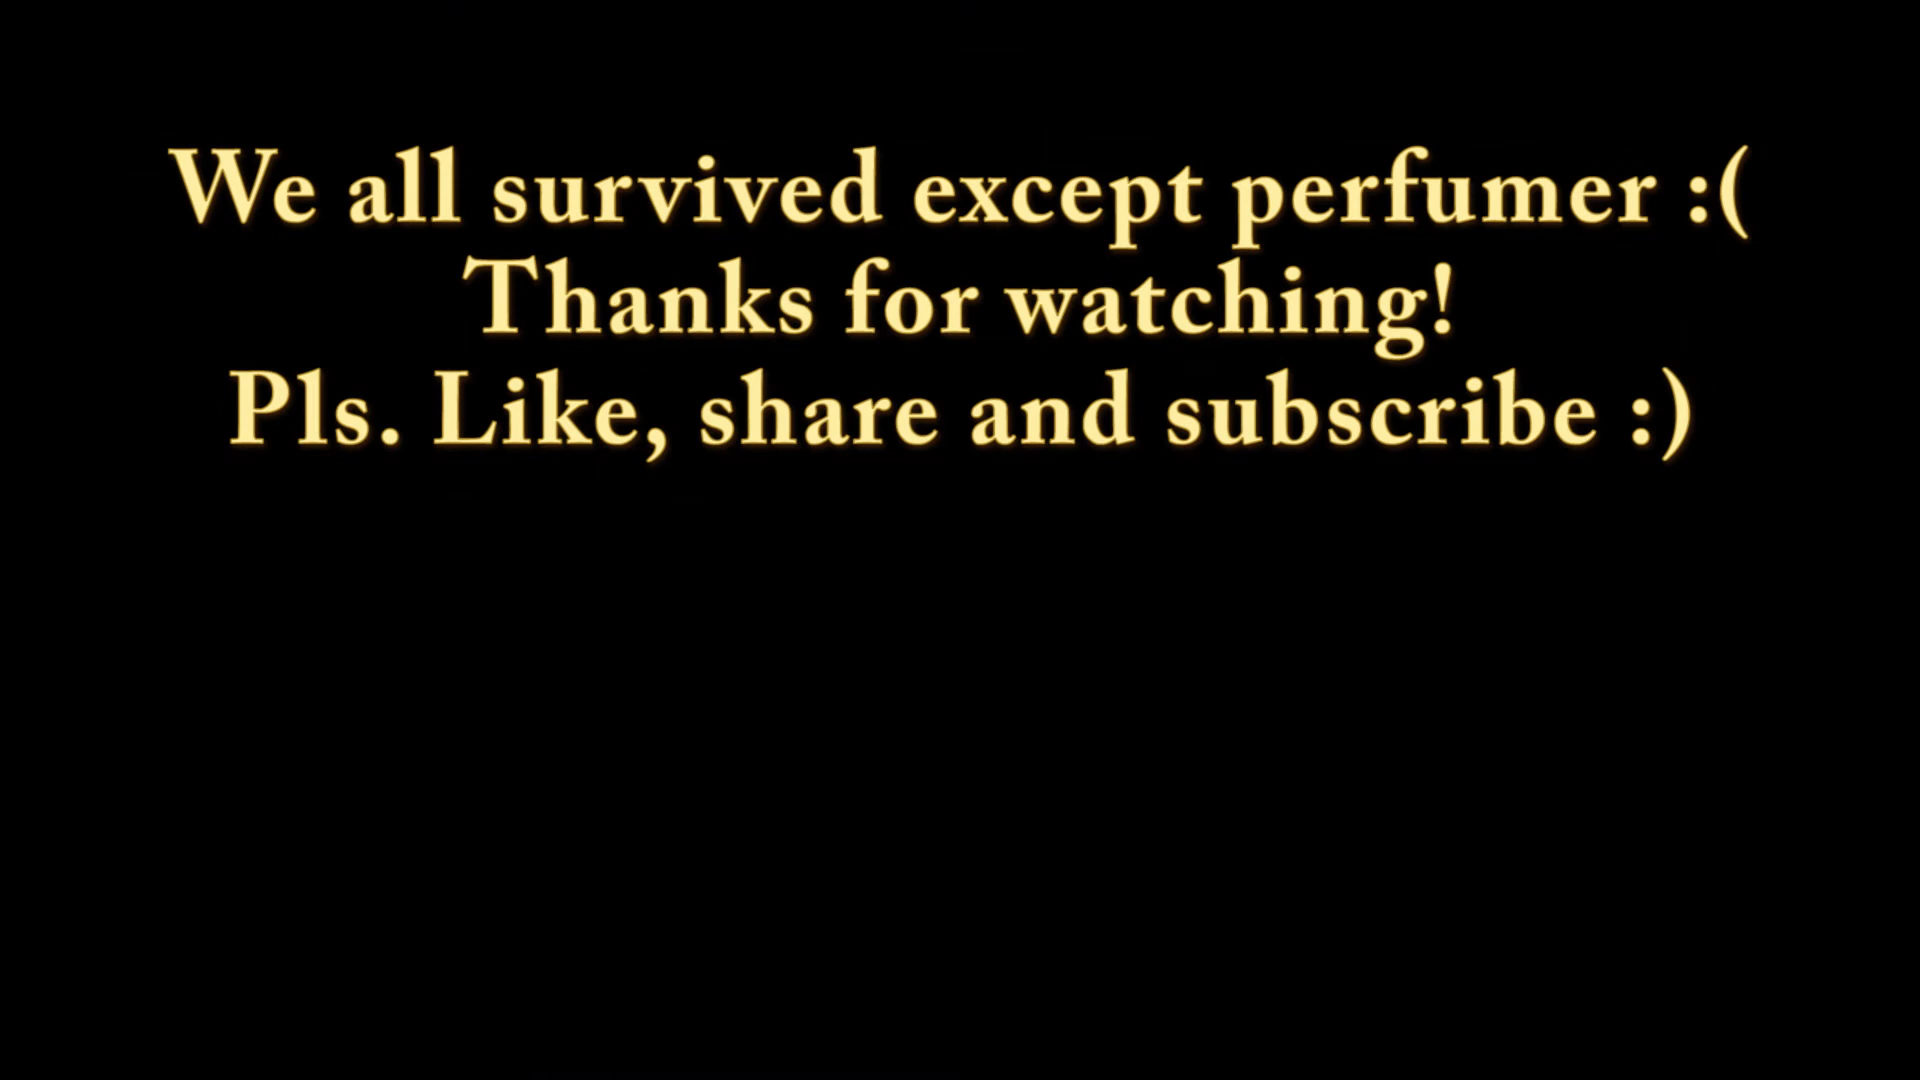 We all survived except perfumer :(
Thanks for watching!
Pls. Like, share and subscribe :)